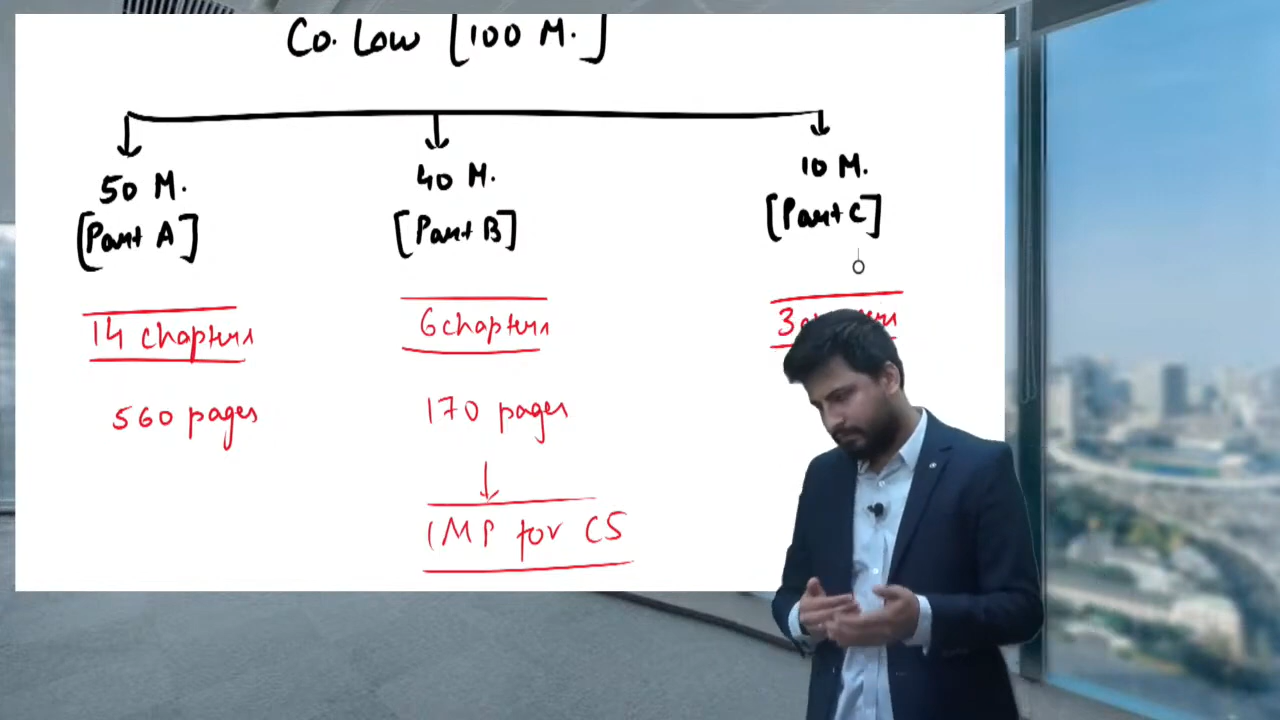 Co. Law [100 M.]
50 M.
[Part A]
14 chapters
560 pages
40 M.
[Part B]
6 chapters
170 pages
IMP for CS
10 M.
[Part C]
3